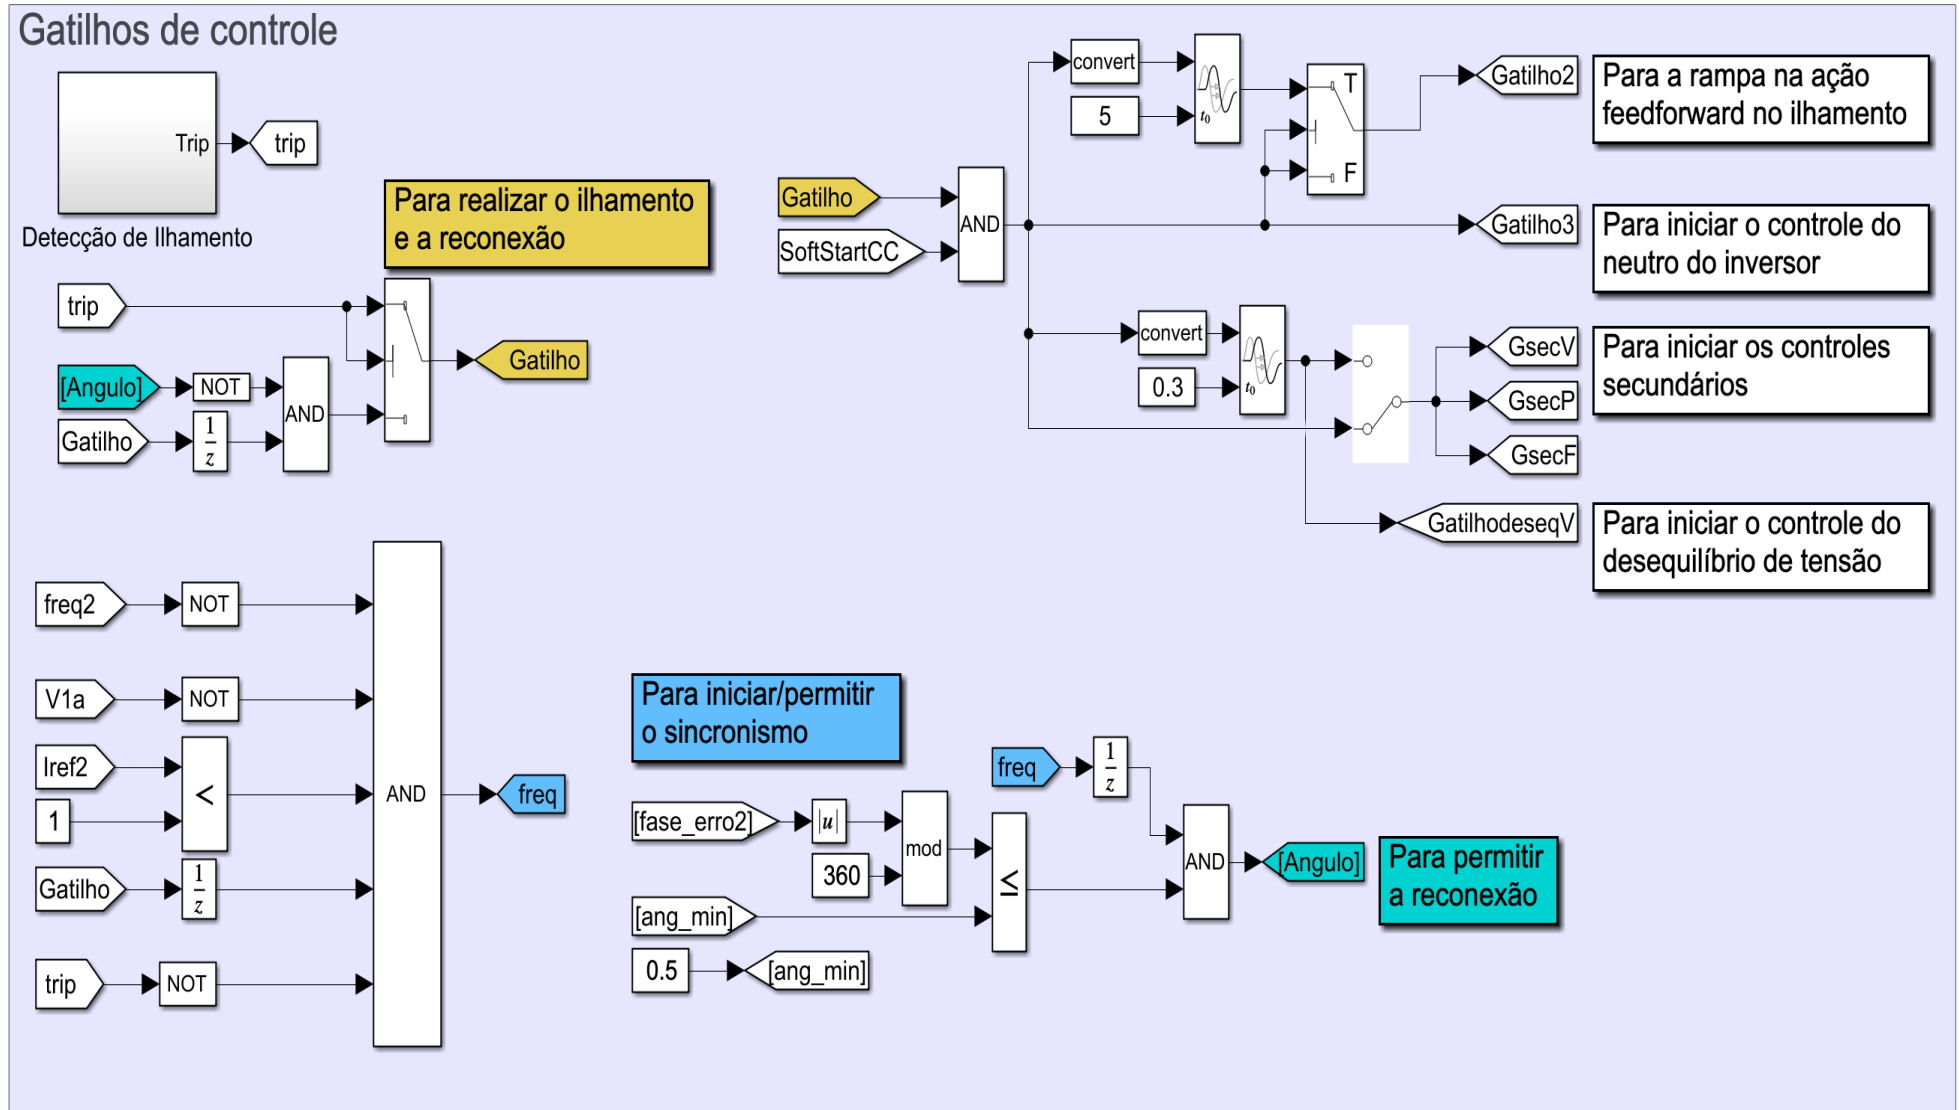 Gatilhos de controle
Trip
trip
Detecção de Ilhamento
Para realizar o ilhamento
e a reconexão
trip
[Angulo]
NOT
Gatilho
1
z
AND
Gatilho
Gatilho
SoftStartCC
AND
convert
5
t0
T
F
Gatilho2
Para a rampa na ação
feedforward no ilhamento
Gatilho3
Para iniciar o controle do
neutro do inversor
convert
0.3
t0
GsecV
GsecP
GsecF
Para iniciar os controles
secundários
GatilhodeseqV
Para iniciar o controle do
desequilíbrio de tensão
freq2
NOT
V1a
NOT
Iref2
1
<
Gatilho
1
z
trip
NOT
AND
freq
Para iniciar/permitir
o sincronismo
freq
1
z
[fase_erro2]
|u|
360
mod
[ang_min]
≤
0.5
[ang_min]
AND
[Angulo]
Para permitir
a reconexão